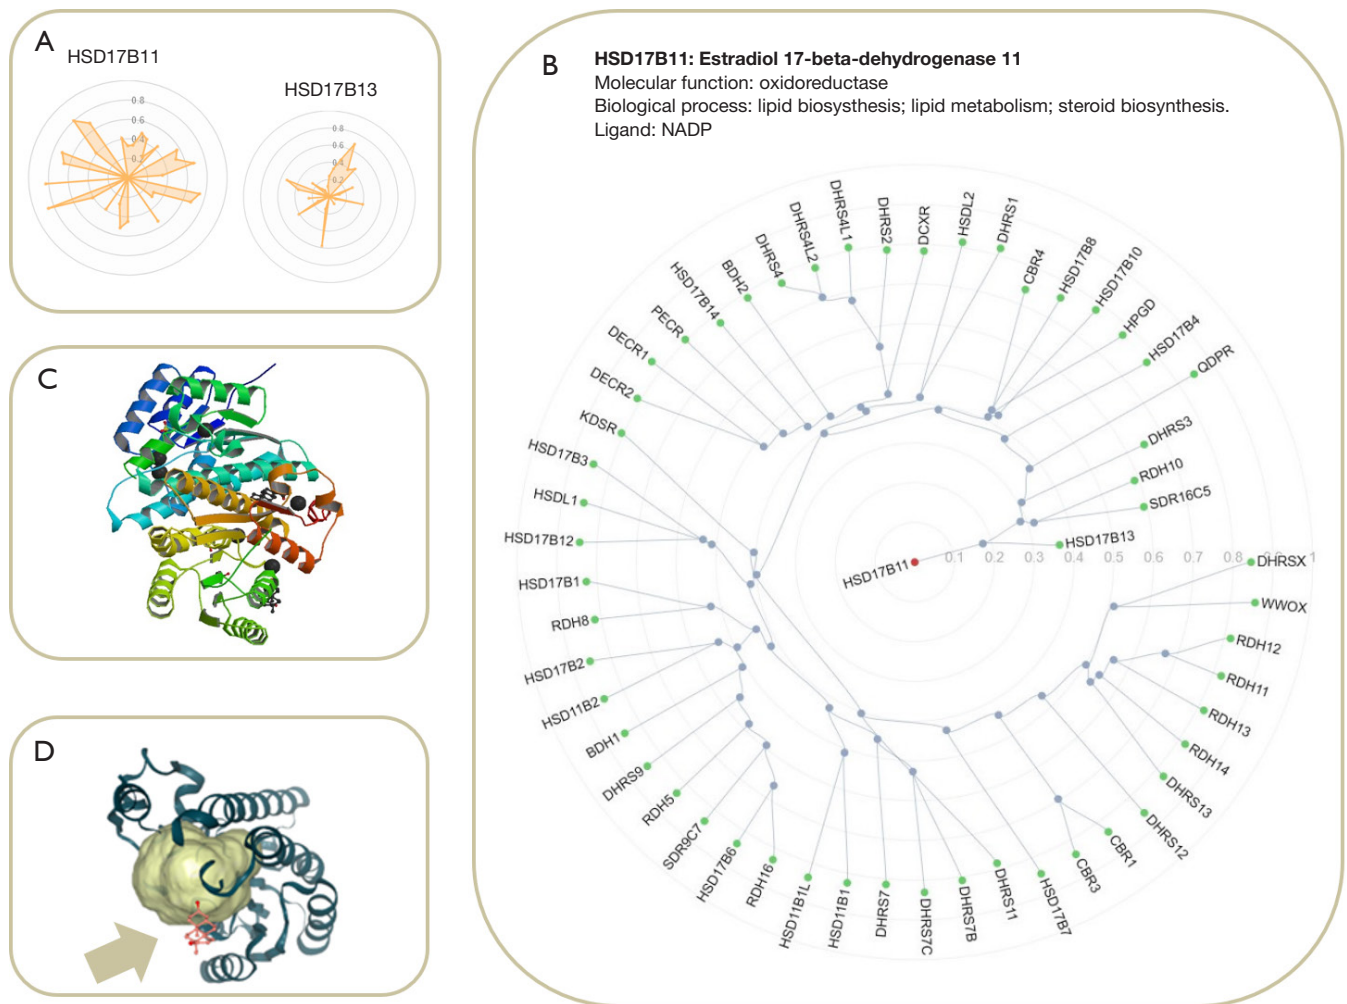 A
HSD17B11
0.8
0.6
0.4
0.2
HSD17B13
0.8
0.6
0.4
0.2
B
HSD17B11: Estradiol 17-beta-dehydrogenase 11
Molecular function: oxidoreductase
Biological process: lipid biosysthesis; lipid metabolism; steroid biosynthesis.
Ligand: NADP
DHRS4
DHRS4L2
DHRS4L1
DHRS2
DCXR
HSDL2
DHRS1
CBR4
HSD17B8
HSD17B10
HPGD
HSD17B4
QDPR
DHRS3
RDH10
SDR16C5
HSD17B13
HSD17B11
0.1
0.2
0.3
0.4
0.5
0.6
0.7
0.8
1
DHRSX
WWOX
RDH12
RDH11
RDH13
RDH14
DHRS13
DHRS12
CBR1
CBR3
HSD17B7
DHRS11
DHRS7B
DHRS7C
DHRS7
HSD11B1
HSD11B1L
RDH16
HSD17B6
SDR9C7
RDH5
DHRS9
BDH1
HSD11B2
HSD17B2
RDH8
HSD17B1
HSD17B12
HSDL1
HSD17B3
KDSR
DECR2
DECR1
PECR
HSD17B14
BDH2
C
D